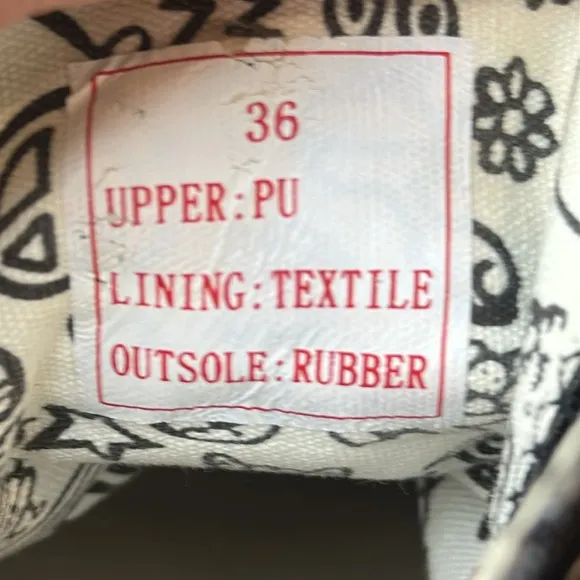 36
UPPER:PU
LINING:TEXTILE
OUTSOLE:RUBBER